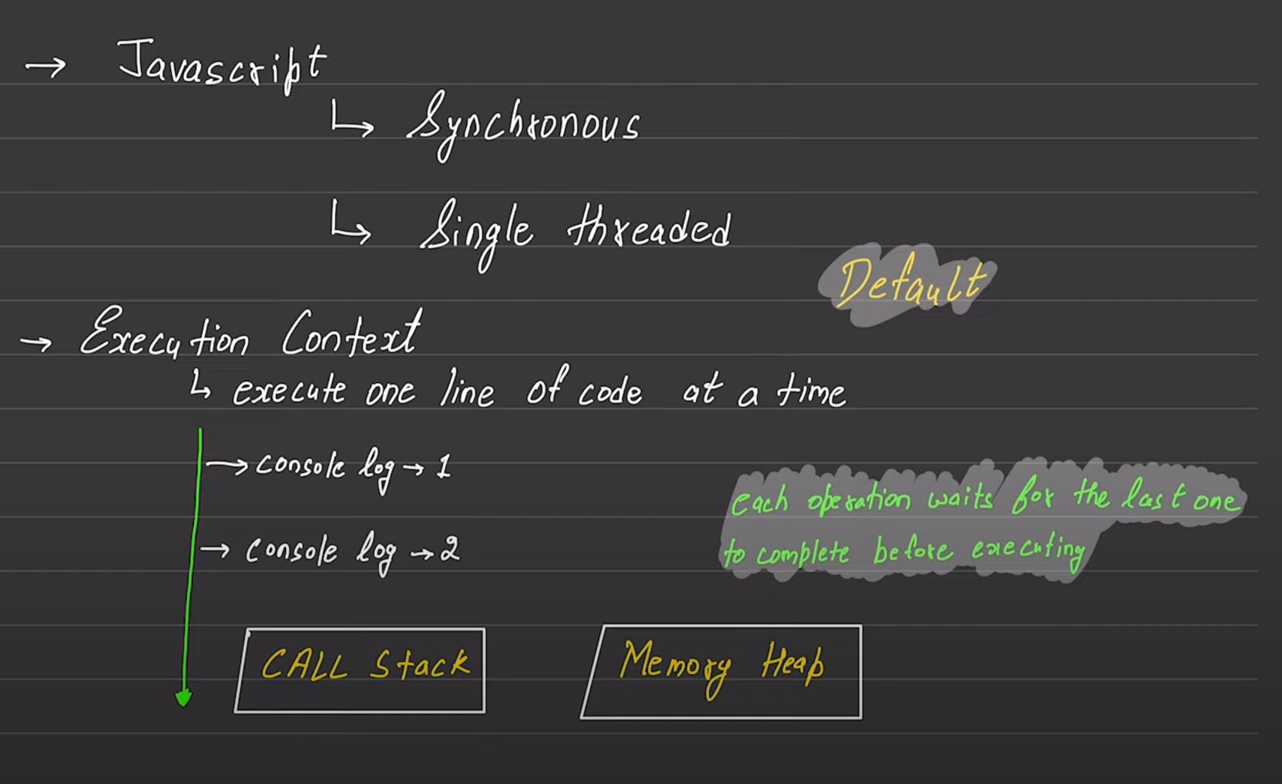 → Javascript
↳ Synchronous
↳ Single threaded
Default
→ Execution Context
↳ execute one line of code at a time
→ console log → 1
each operation waits for the last one
→ console log → 2
to complete before executing
CALL Stack
Memory Heap